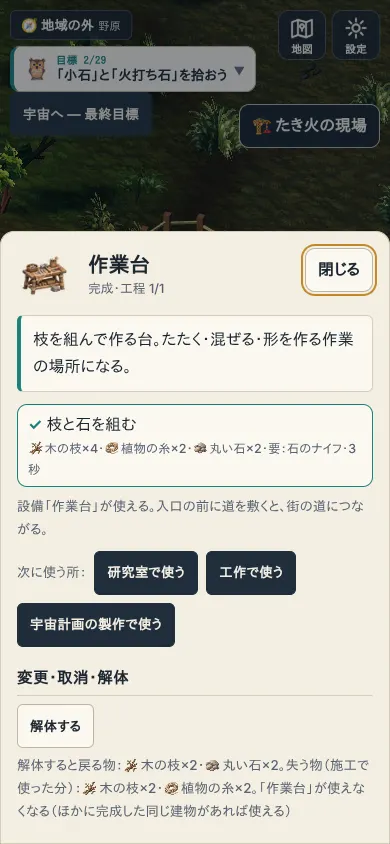 地域の外 野原
地図
設定
目標 2/29
「小石」と「火打ち石」を拾おう ▼
宇宙へ — 最終目標
たき火の現場
作業台
完成・工程 1/1
閉じる
枝を組んで作る台。たたく・混ぜる・形を作る作業
の場所になる。
✓ 枝と石を組む
木の枝×4・植物の糸×2・丸い石×2・要:石のナイフ・3
秒
設備「作業台」が使える。入口の前に道を敷くと、街の道につな
がる。
次に使う所: 研究室で使う 工作で使う
宇宙計画の製作で使う
変更・取消・解体
解体する
解体すると戻る物: 木の枝×2・丸い石×2。失う物(施工で
使った分): 木の枝×2・植物の糸×2。「作業台」が使えな
くなる(ほかに完成した同じ建物があれば使える)